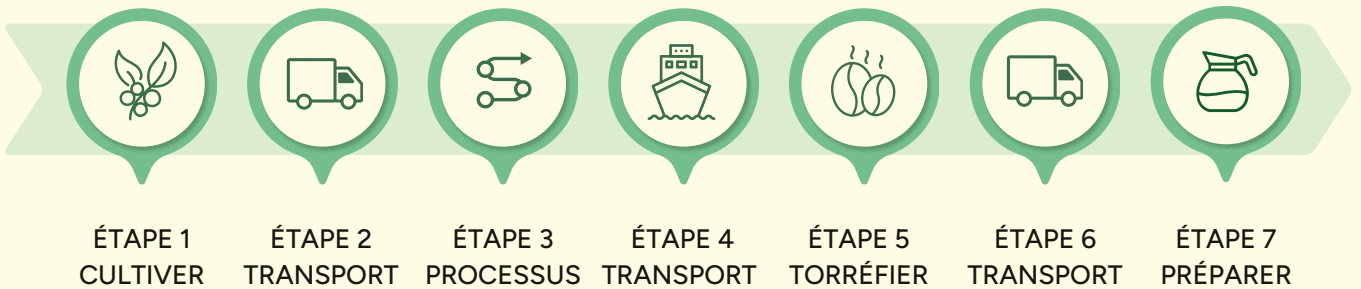 ÉTAPE 1
CULTIVER
ÉTAPE 2
TRANSPORT
ÉTAPE 3
PROCESSUS
ÉTAPE 4
TRANSPORT
ÉTAPE 5
TORRÉFIER
ÉTAPE 6
TRANSPORT
ÉTAPE 7
PRÉPARER